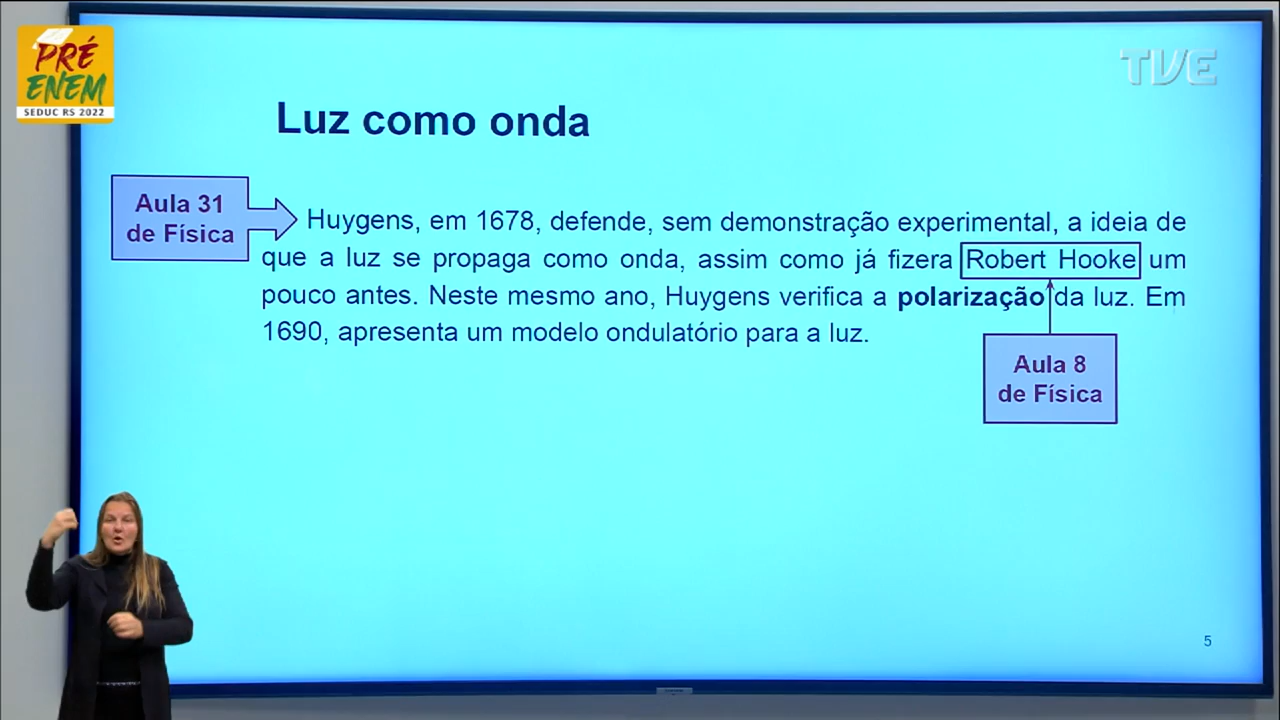 PRÉ
ENEM
SEDUC RS 2022
TVE
Luz como onda
Aula 31
de Física
Huygens, em 1678, defende, sem demonstração experimental, a ideia de
que a luz se propaga como onda, assim como já fizera Robert Hooke um
pouco antes. Neste mesmo ano, Huygens verifica a polarização da luz. Em
1690, apresenta um modelo ondulatório para a luz.
Aula 8
de Física
5